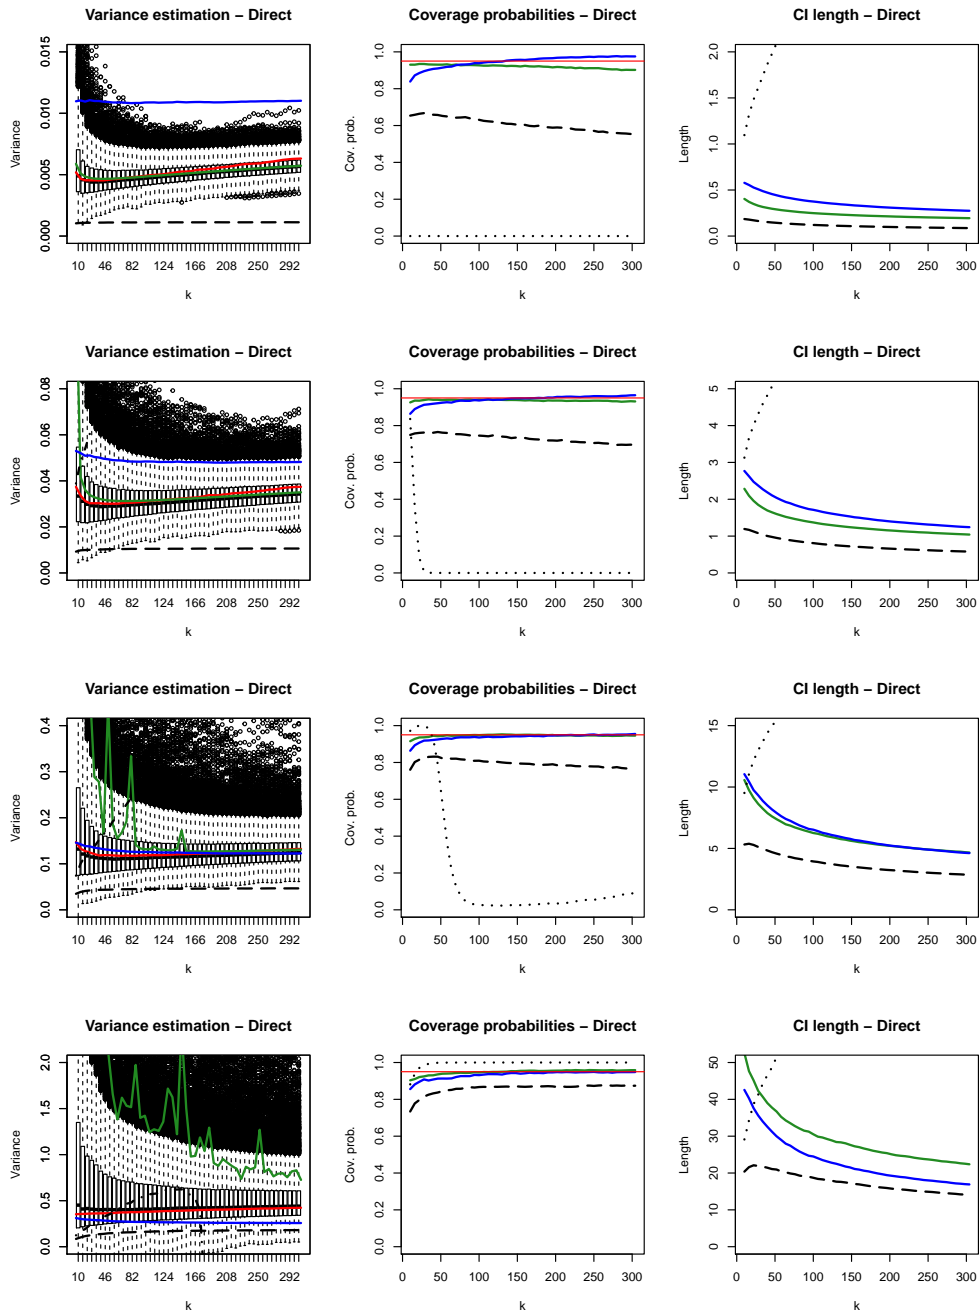 Variance estimation – Direct
Coverage probabilities – Direct
CI length – Direct
Variance
0.000 0.005 0.010 0.015
10 46 82 124 166 208 250 292
k
Cov. prob.
0.0 0.2 0.4 0.6 0.8 1.0
0 50 100 150 200 250 300
k
Length
0.0 0.5 1.0 1.5 2.0
0 50 100 150 200 250 300
k
Variance estimation – Direct
Coverage probabilities – Direct
CI length – Direct
Variance
0.00 0.02 0.04 0.06 0.08
10 46 82 124 166 208 250 292
k
Cov. prob.
0.0 0.2 0.4 0.6 0.8 1.0
0 50 100 150 200 250 300
k
Length
0 1 2 3 4 5
0 50 100 150 200 250 300
k
Variance estimation – Direct
Coverage probabilities – Direct
CI length – Direct
Variance
0.0 0.1 0.2 0.3 0.4
10 46 82 124 166 208 250 292
k
Cov. prob.
0.0 0.2 0.4 0.6 0.8 1.0
0 50 100 150 200 250 300
k
Length
0 5 10 15
0 50 100 150 200 250 300
k
Variance estimation – Direct
Coverage probabilities – Direct
CI length – Direct
Variance
0.0 0.5 1.0 1.5 2.0
10 46 82 124 166 208 250 292
k
Cov. prob.
0.0 0.2 0.4 0.6 0.8 1.0
0 50 100 150 200 250 300
k
Length
0 10 20 30 40 50
0 50 100 150 200 250 300
k